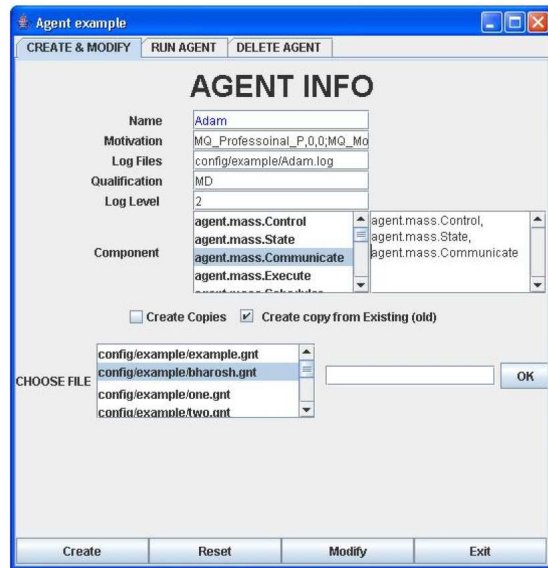 Agent example
CREATE & MODIFY RUN AGENT DELETE AGENT
AGENT INFO
Name Adam
Motivation MQ_Professoinal_P,0,0;MQ_Mo
Log Files config/example/Adam.log
Qualification MD
Log Level 2
Component
agent.mass.Control
agent.mass.State
agent.mass.Communicate
agent.mass.Execute
agent.mass.Schedules
agent.mass.Control,
agent.mass.State,
agent.mass.Communicate
Create Copies Create copy from Existing (old)
CHOOSE FILE
config/example/example.gnt
config/example/bharosh.gnt
config/example/one.gnt
config/example/two.gnt
OK
Create Reset Modify Exit